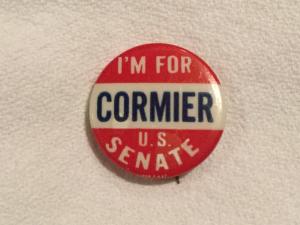 I'M FOR
CORMIER
U.S.
SENATE